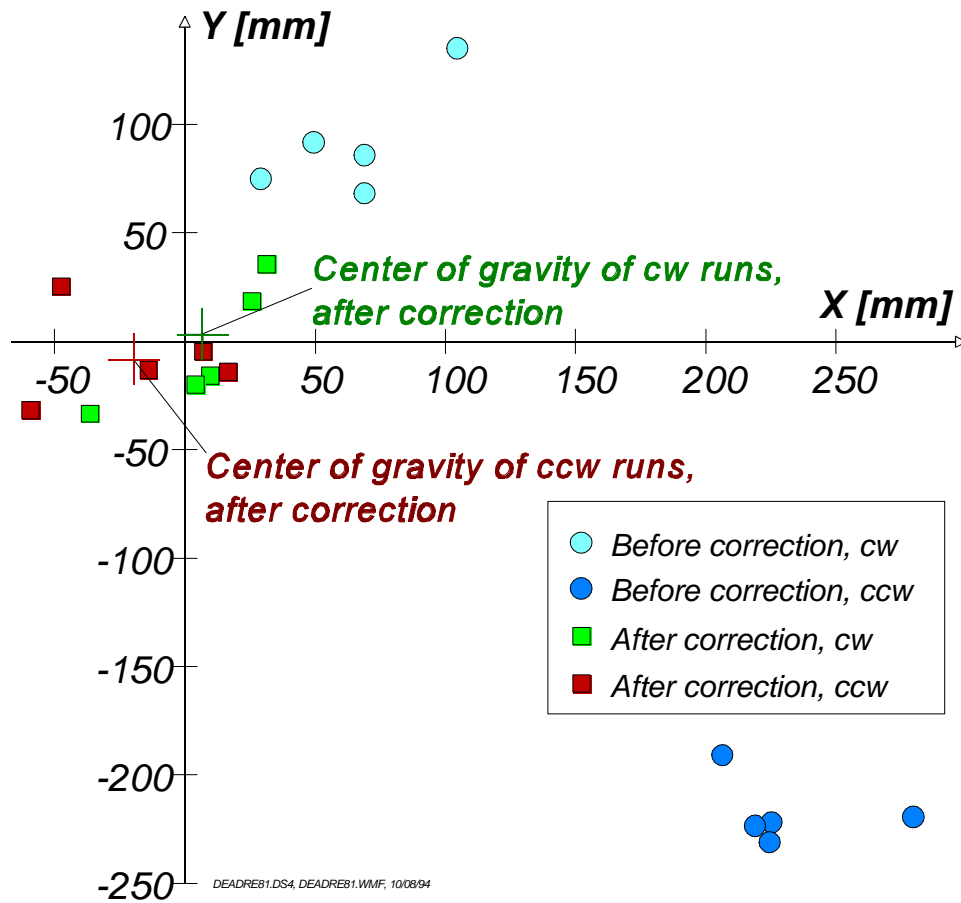 Y [mm]
100
50
Center of gravity of cw runs,
after correction
X [mm]
-50
50
100
150
200
250
-50
Center of gravity of ccw runs,
after correction
-100
Before correction, cw
Before correction, ccw
-150
After correction, cw
After correction, ccw
-200
-250
DEADRE81.DS4, DEADRE81.WMF, 10/08/94